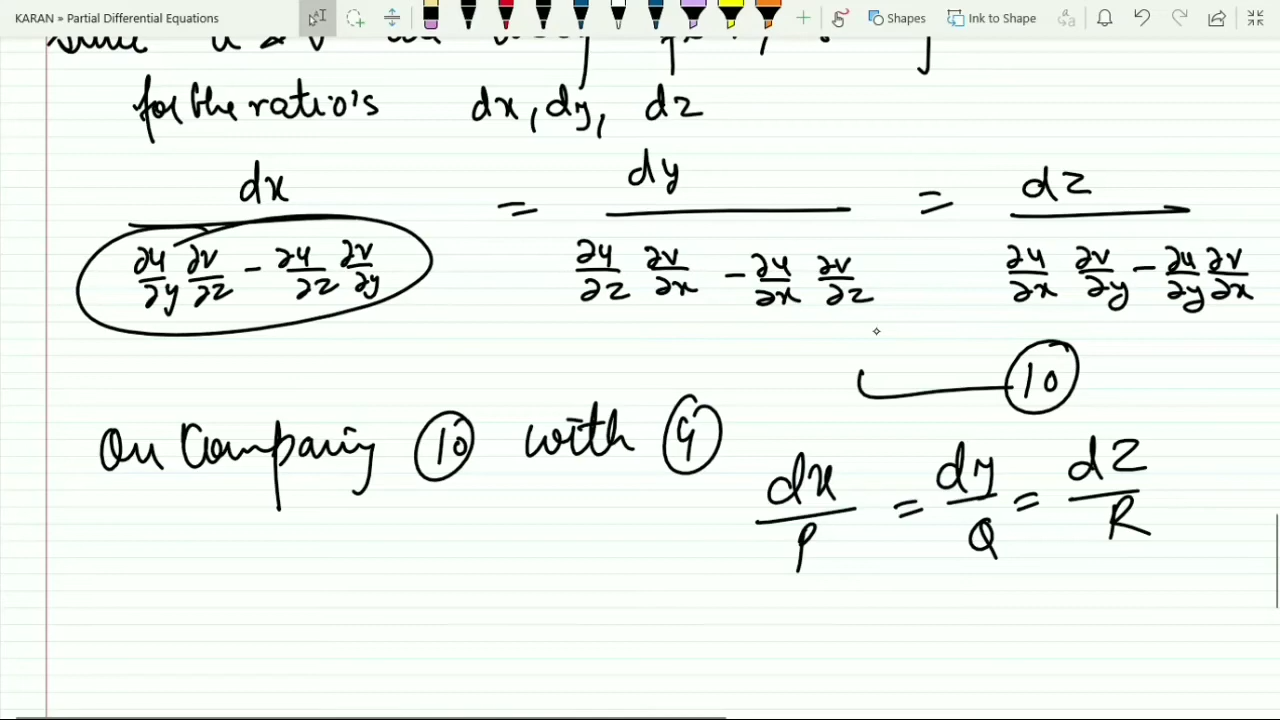 KARAN » Partial Differential Equations
Shapes Ink to Shape
for the ratio's dx, dy, dz
dx = dy = dz
∂u/∂y ∂v/∂z - ∂u/∂z ∂v/∂y ∂u/∂z ∂v/∂x - ∂u/∂x ∂v/∂z ∂u/∂x ∂v/∂y - ∂u/∂y ∂v/∂x
10
On Comparing 10 with 9
dx/P = dy/Q = dz/R